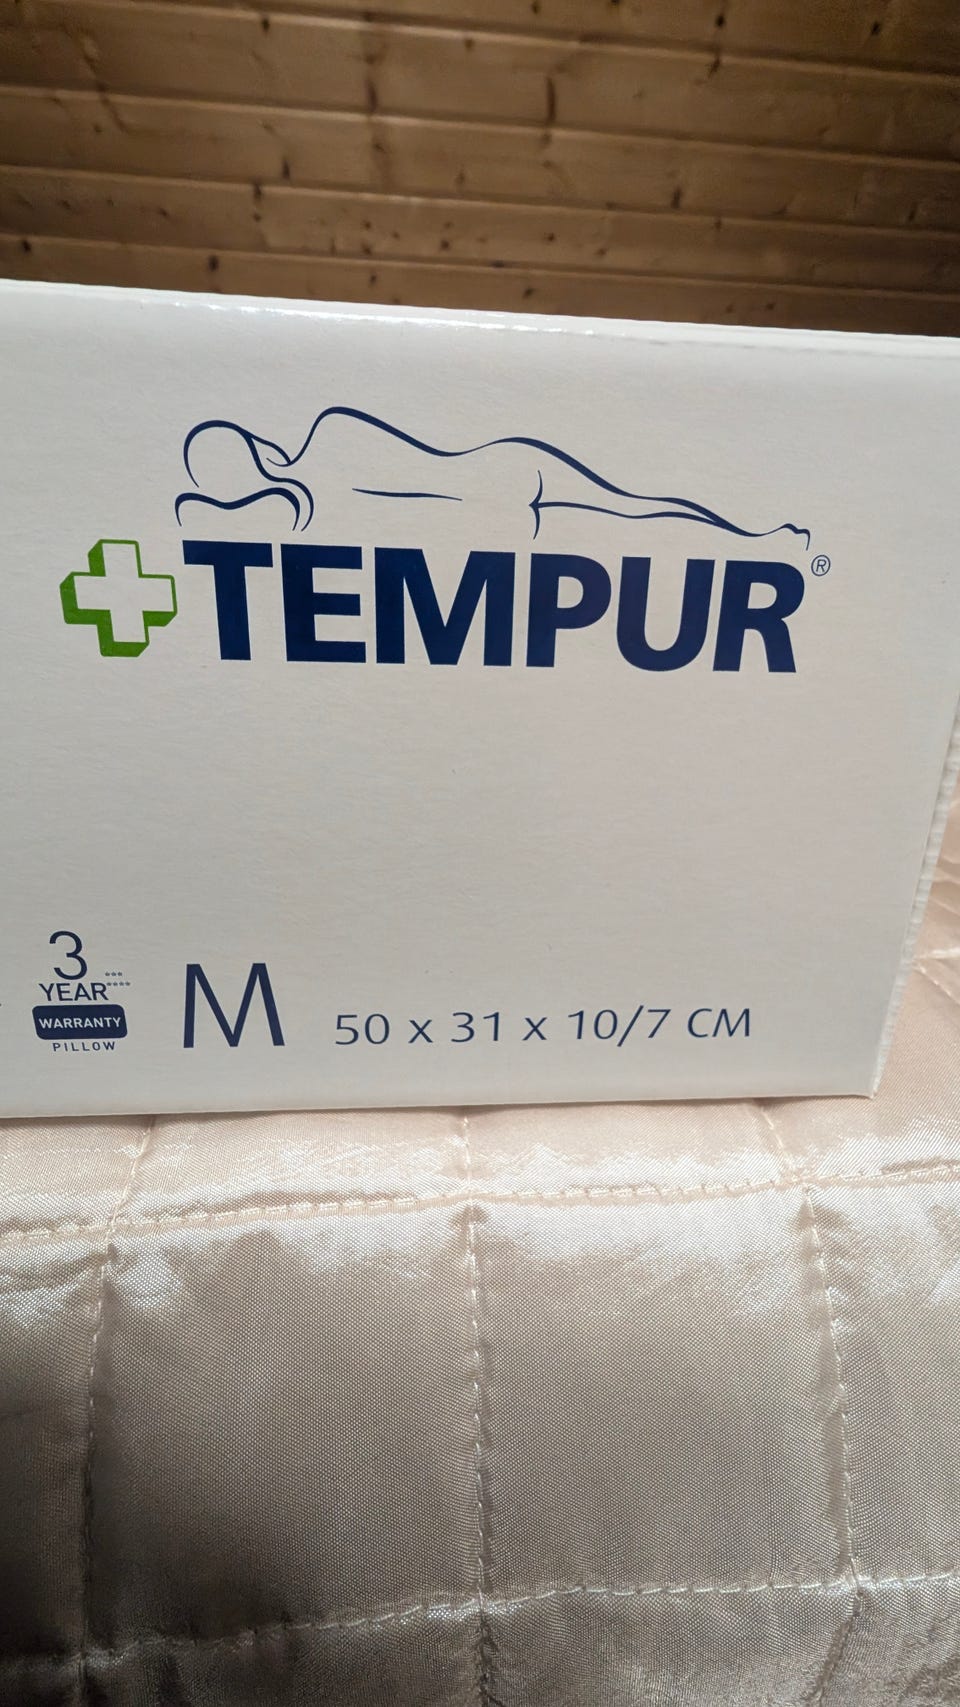 TEMPUR®
3
YEAR
WARRANTY
PILLOW
M
50 x 31 x 10/7 CM